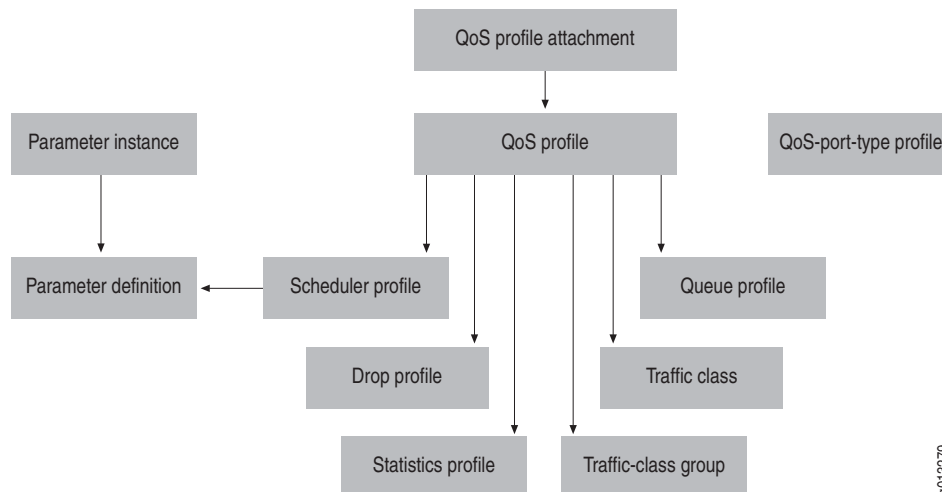 QoS profile attachment
Parameter instance
QoS profile
QoS-port-type profile
Parameter definition
Scheduler profile
Queue profile
Drop profile
Traffic class
Statistics profile
Traffic-class group